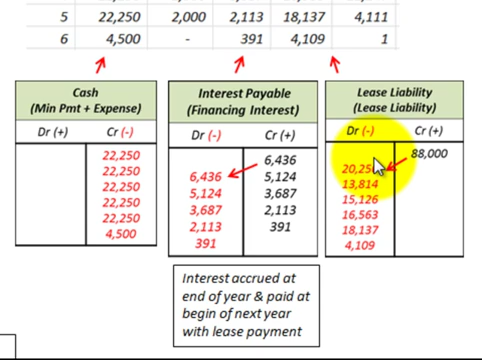 5 22,250 2,000 2,113 18,137 4,111
6 4,500 - 391 4,109 1
Cash
(Min Pmt + Expense)
Dr (+) Cr (-)
22,250
22,250
22,250
22,250
22,250
4,500
Interest Payable
(Financing Interest)
Dr (-) Cr (+)
6,436
6,436 5,124
5,124 3,687
3,687 2,113
2,113 391
391
Lease Liability
(Lease Liability)
Dr (-) Cr (+)
88,000
20,250
13,814
15,126
16,563
18,137
4,109
Interest accrued at
end of year & paid at
begin of next year
with lease payment